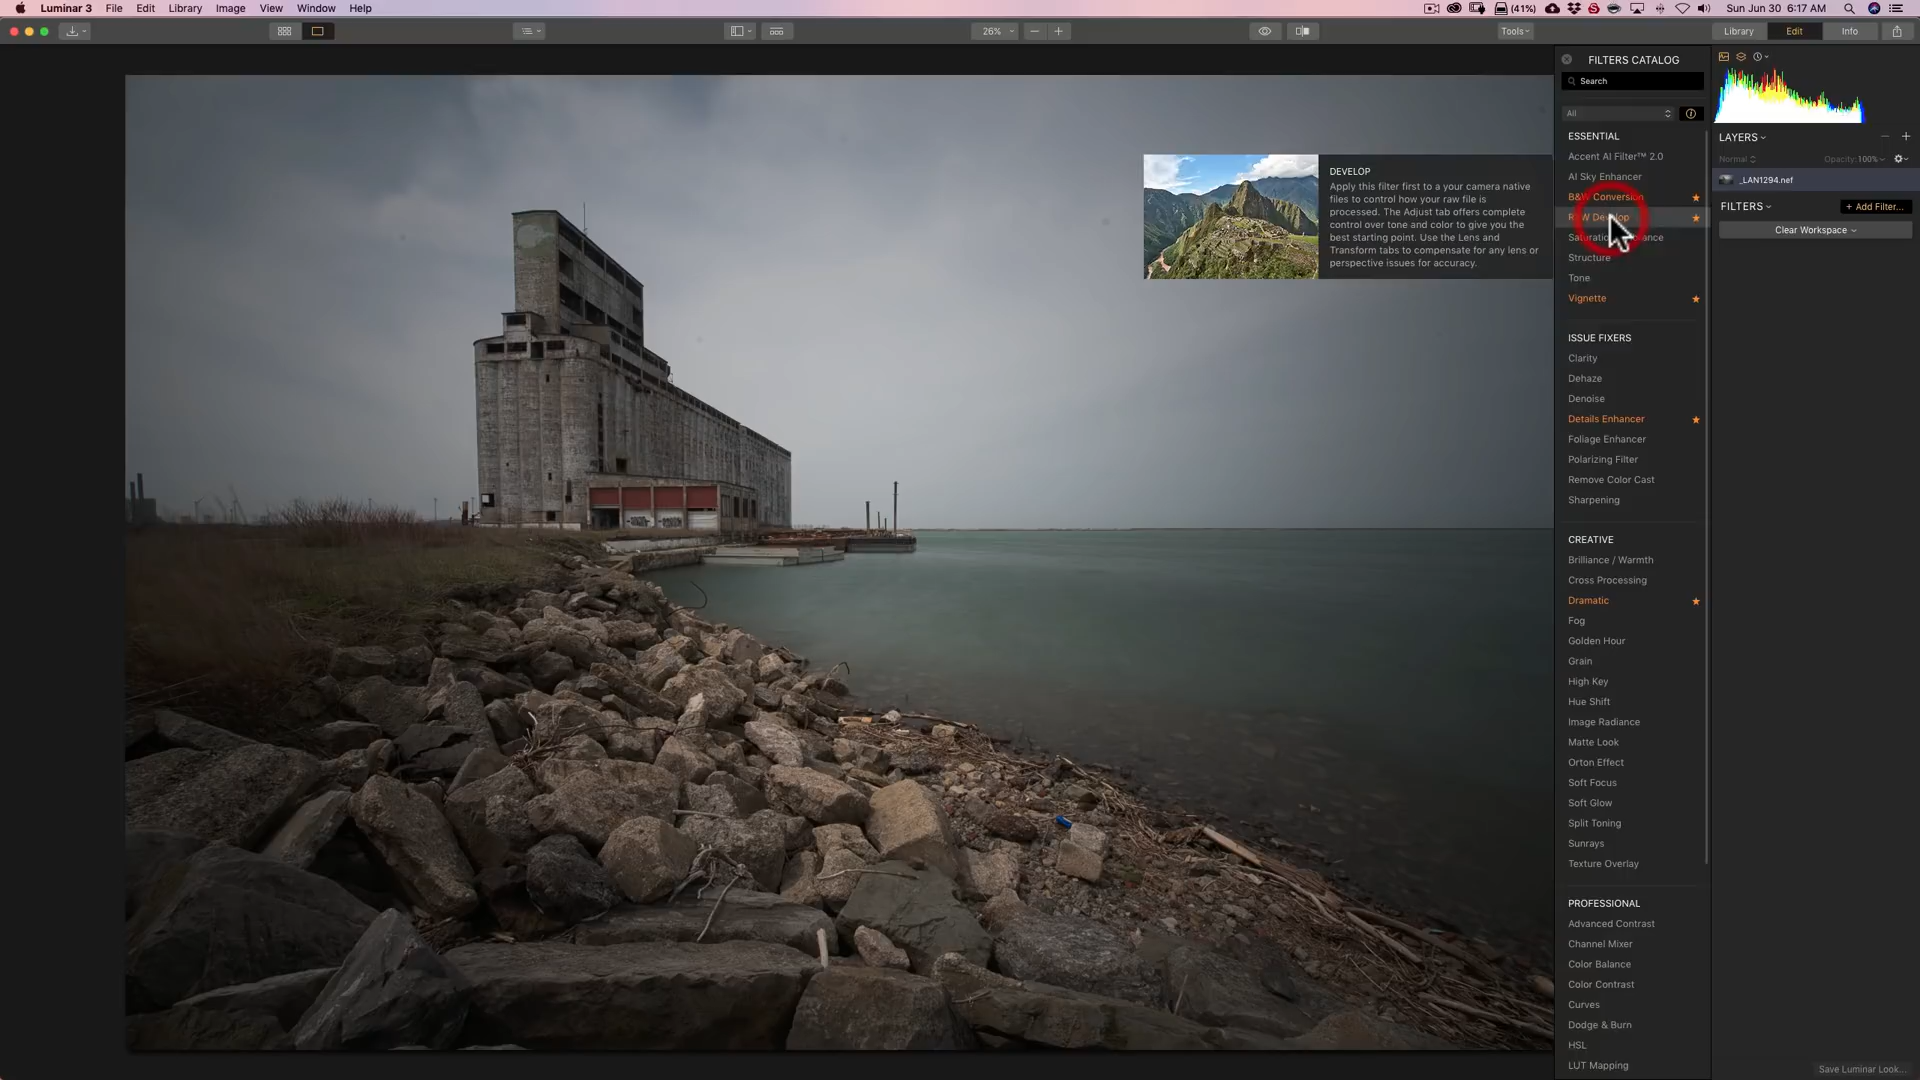 Luminar 3 File Edit Library Image View Window Help (41%) Sun Jun 30 6:17 AM
26% Tools Library Edit Info
FILTERS CATALOG
Search
All
ESSENTIAL
Accent AI Filter™ 2.0
AI Sky Enhancer
B&W Conversion
RAW Develop
Structure
Tone
Vignette
ISSUE FIXERS
Clarity
Dehaze
Denoise
Details Enhancer
Foliage Enhancer
Polarizing Filter
Remove Color Cast
Sharpening
CREATIVE
Brilliance / Warmth
Cross Processing
Dramatic
Fog
Golden Hour
Grain
High Key
Hue Shift
Image Radiance
Matte Look
Orton Effect
Soft Focus
Soft Glow
Split Toning
Sunrays
Texture Overlay
PROFESSIONAL
Advanced Contrast
Channel Mixer
Color Balance
Color Contrast
Curves
Dodge & Burn
HSL
LUT Mapping
DEVELOP
Apply this filter first to a your camera native
files to control how your raw file is
processed. The Adjust tab offers complete
control over tone and color to give you the
best starting point. Use the Lens and
Transform tabs to compensate for any lens or
perspective issues for accuracy.
LAYERS
Normal Opacity: 100%
_LAN1294.nef
FILTERS + Add Filter...
Clear Workspace
Save Luminar Look...